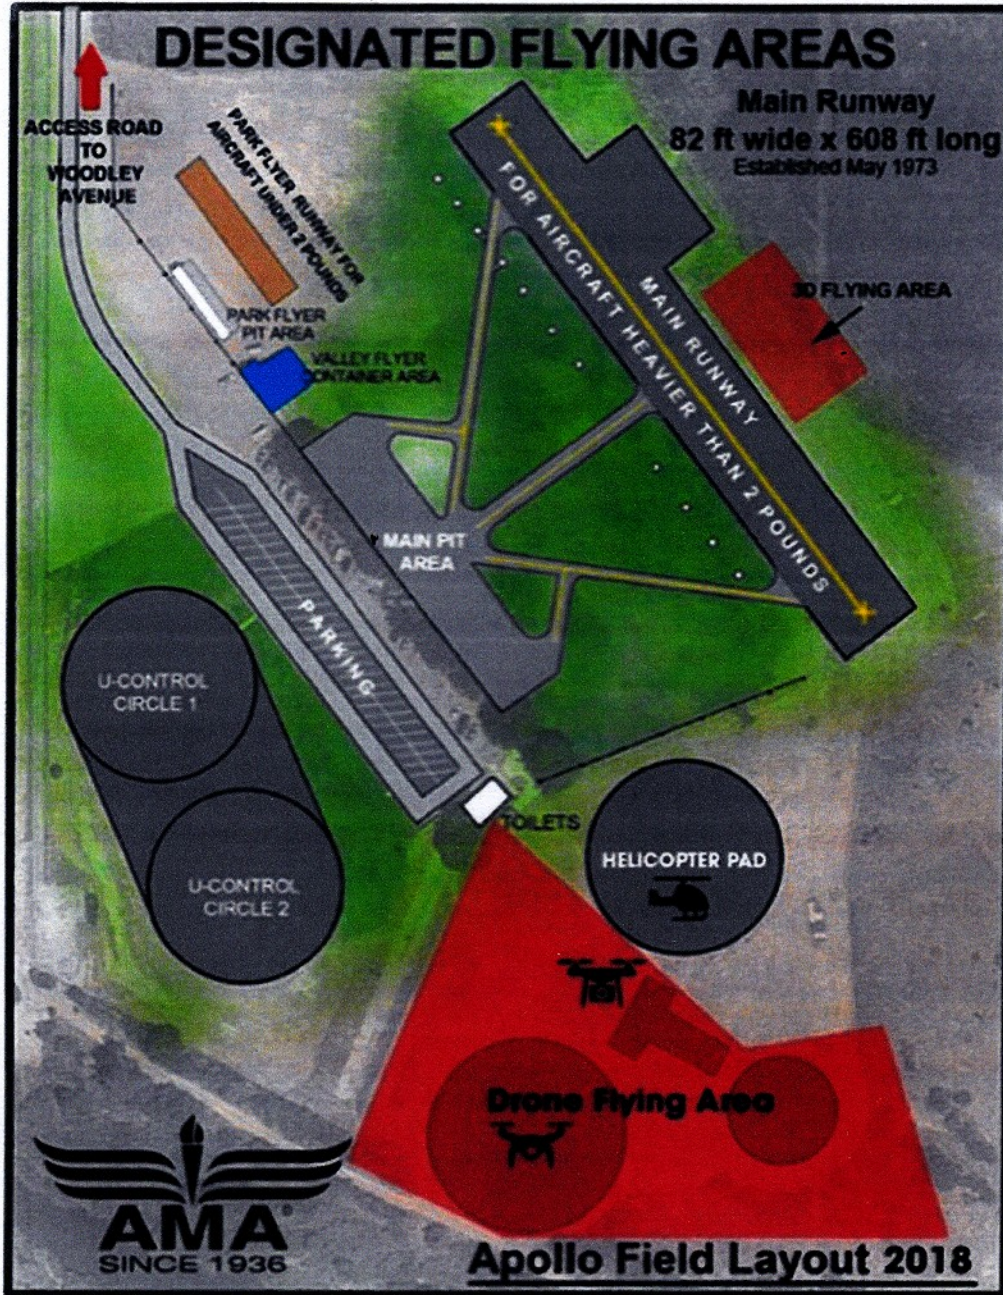 DESIGNATED FLYING AREAS
Main Runway
82 ft wide x 608 ft long
Established May 1973
ACCESS ROAD
TO
WOODLEY
AVENUE
PARK FLYER RUNWAY FOR
AIRCRAFT UNDER 2 POUNDS
PARK FLYER
PIT AREA
VALLEY FLYER
CONTAINER AREA
FOR AIRCRAFT HEAVIER THAN 2 POUNDS
MAIN RUNWAY
3D FLYING AREA
MAIN PIT
AREA
PARKING
U-CONTROL
CIRCLE 1
U-CONTROL
CIRCLE 2
TOILETS
HELICOPTER PAD
Drone Flying Area
AMA
SINCE 1936
Apollo Field Layout 2018